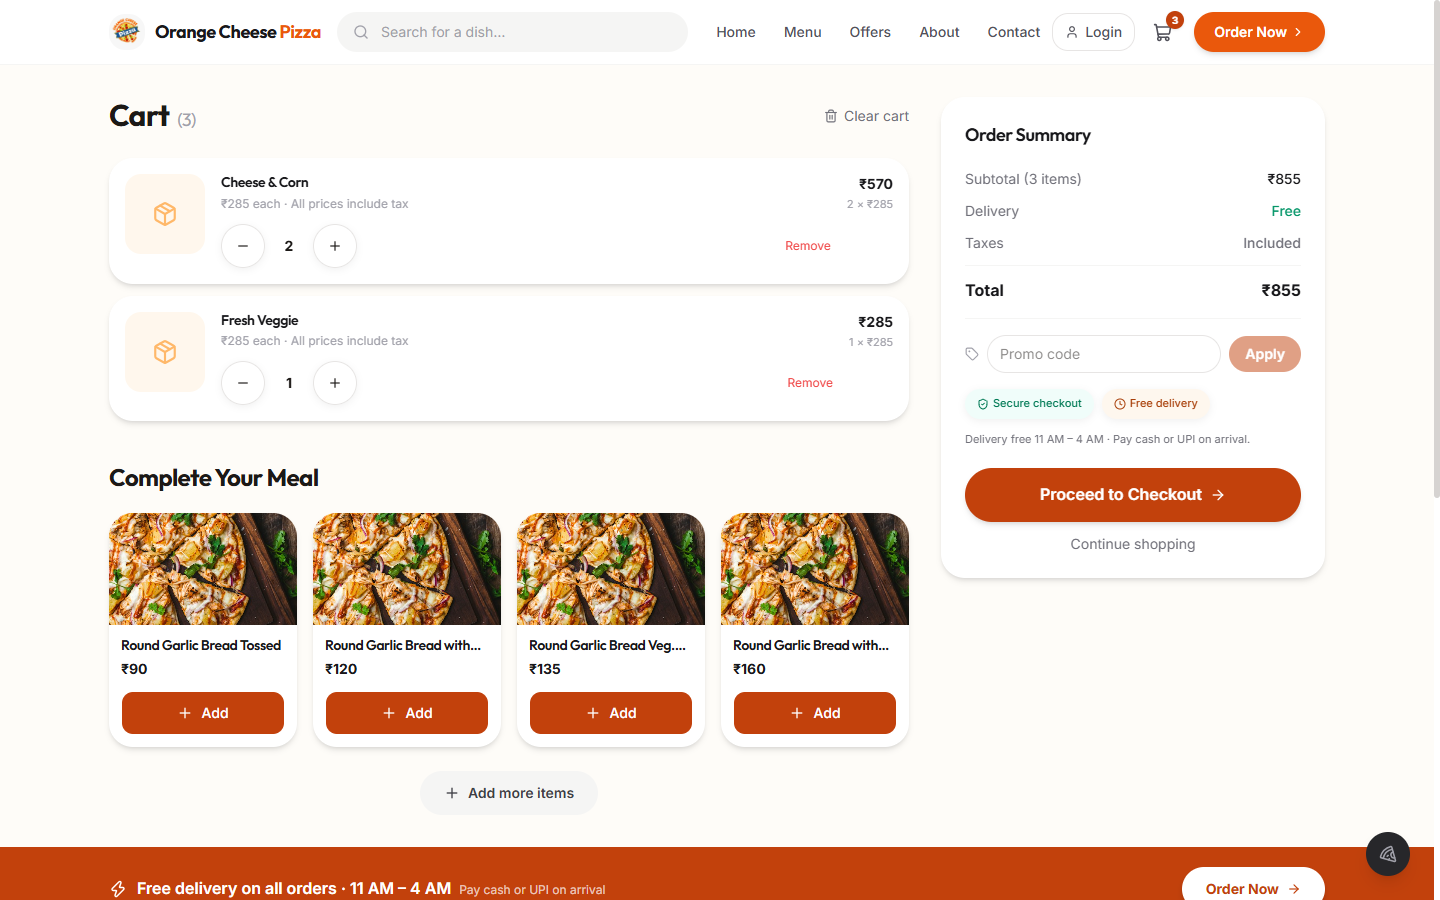 Orange Cheese Pizza
Search for a dish...
Home
Menu
Offers
About
Contact
Login
3
Order Now
Cart (3)
Clear cart
Cheese & Corn
₹285 each · All prices include tax
2
₹570
2 × ₹285
Remove
Fresh Veggie
₹285 each · All prices include tax
1
₹285
1 × ₹285
Remove
Complete Your Meal
Round Garlic Bread Tossed
₹90
Add
Round Garlic Bread with...
₹120
Add
Round Garlic Bread Veg....
₹135
Add
Round Garlic Bread with...
₹160
Add
Add more items
Order Summary
Subtotal (3 items) ₹855
Delivery Free
Taxes Included
Total ₹855
Promo code
Apply
Secure checkout
Free delivery
Delivery free 11 AM – 4 AM · Pay cash or UPI on arrival.
Proceed to Checkout
Continue shopping
Free delivery on all orders · 11 AM – 4 AM Pay cash or UPI on arrival
Order Now